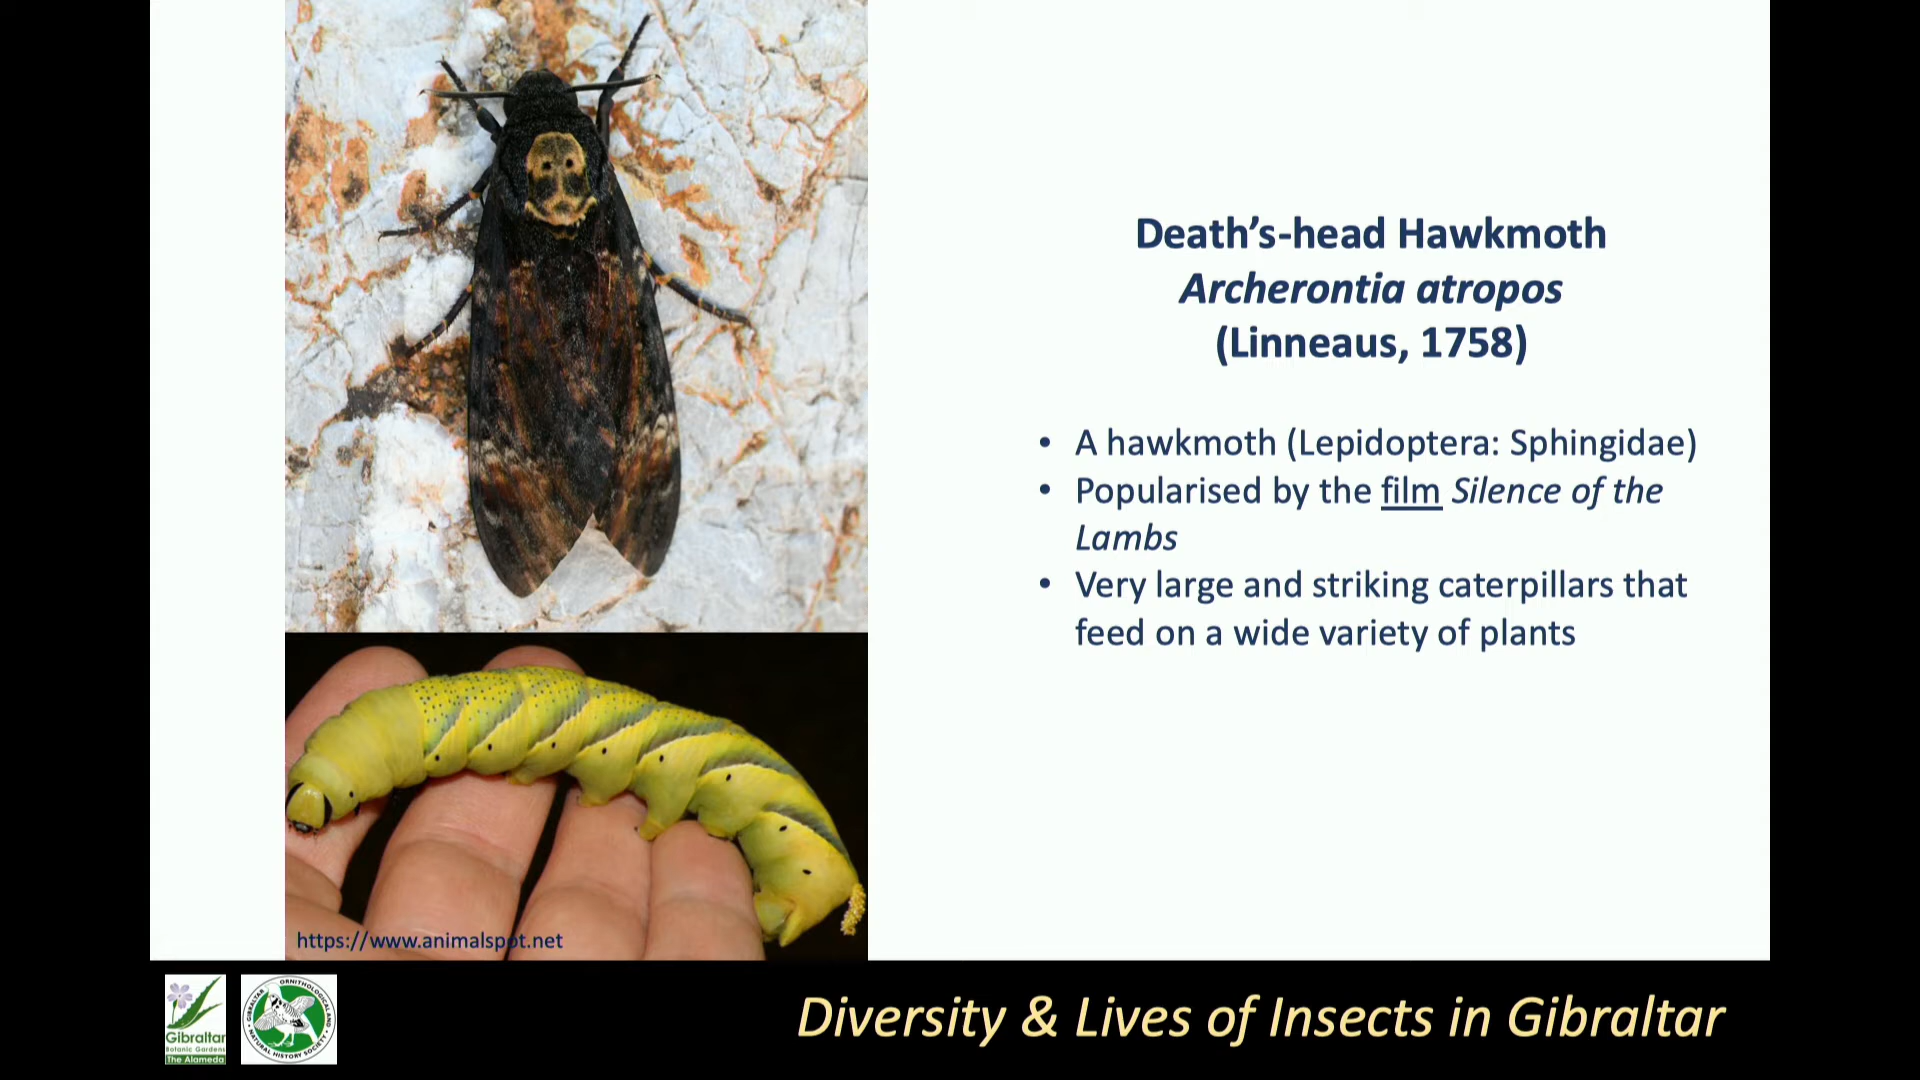 Death’s-head Hawkmoth
Archerontia atropos
(Linneaus, 1758)
• A hawkmoth (Lepidoptera: Sphingidae)
• Popularised by the film Silence of the
Lambs
• Very large and striking caterpillars that
feed on a wide variety of plants
https://www.animalspot.net
Gibraltar
Botanic Gardens
The Alameda
GIBRALTAR ORNITHOLOGICAL AND
NATURAL HISTORY SOCIETY
Diversity & Lives of Insects in Gibraltar